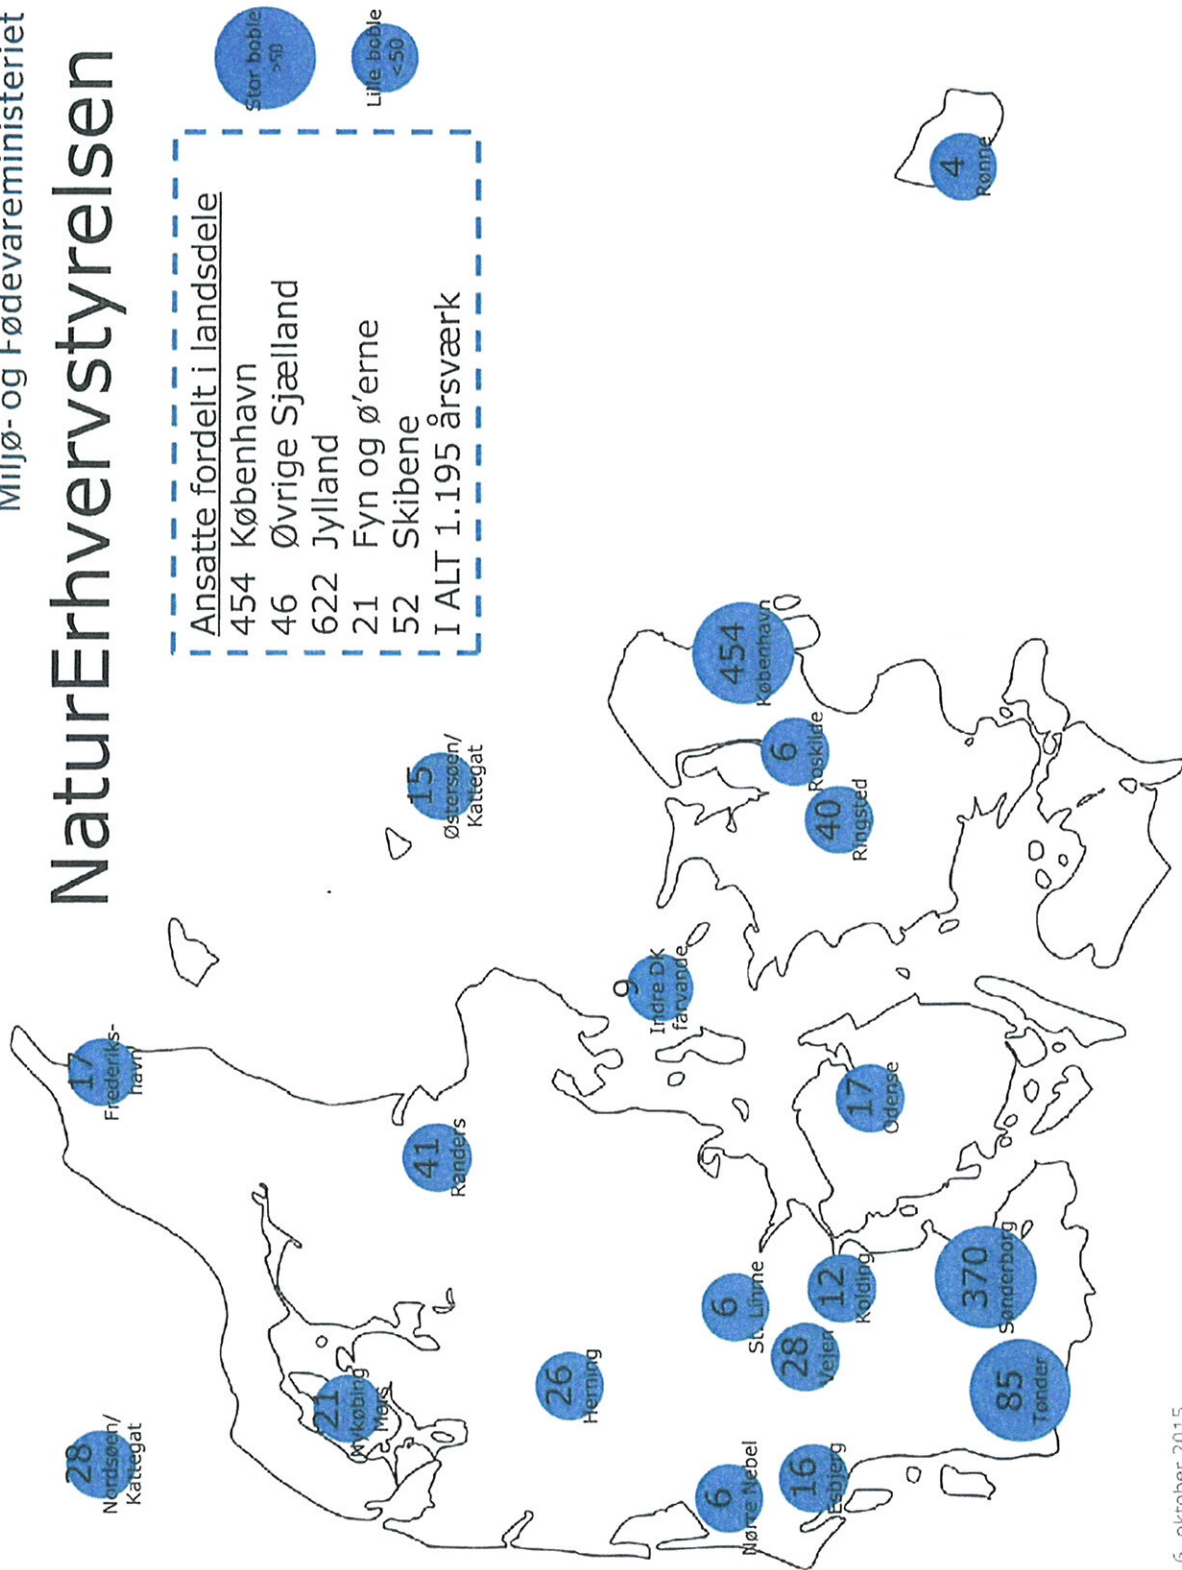 Miljø- og Fødevareministeriet
NaturErhvervstyrelsen
Stor boble
>50
Lille boble
<50
Ansatte fordelt i landsdele
454 København
46 Øvrige Sjælland
622 Jylland
21 Fyn og ø'erne
52 Skibene
I ALT 1.195 årsværk
28
Nordsøen/
Kattegat
17
Frederiks-
havn
21
Nykøbing
Mors
41
Randers
15
Østersøen/
Kattegat
26
Herning
9
Indre DK
farvande
6
Nørre Nebel
6
St. Lihme
454
København
28
Vejen
6
Roskilde
16
Esbjerg
12
Kolding
17
Odense
40
Ringsted
4
Rønne
370
Sønderborg
85
Tønder
6. oktober 2015